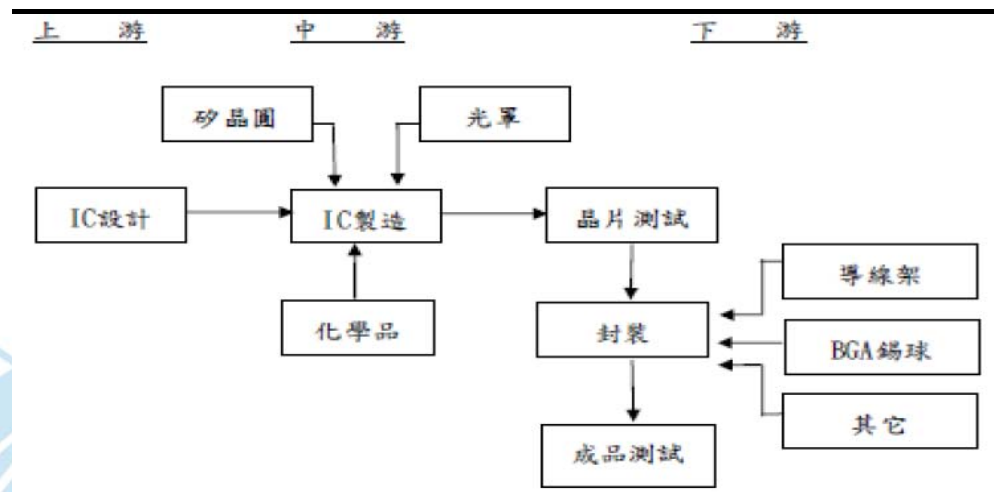 上　游　中　游　下　游
矽晶圓　光罩
IC設計　IC製造　晶片測試
導線架
化學品　封裝　BGA錫球
其它
成品測試